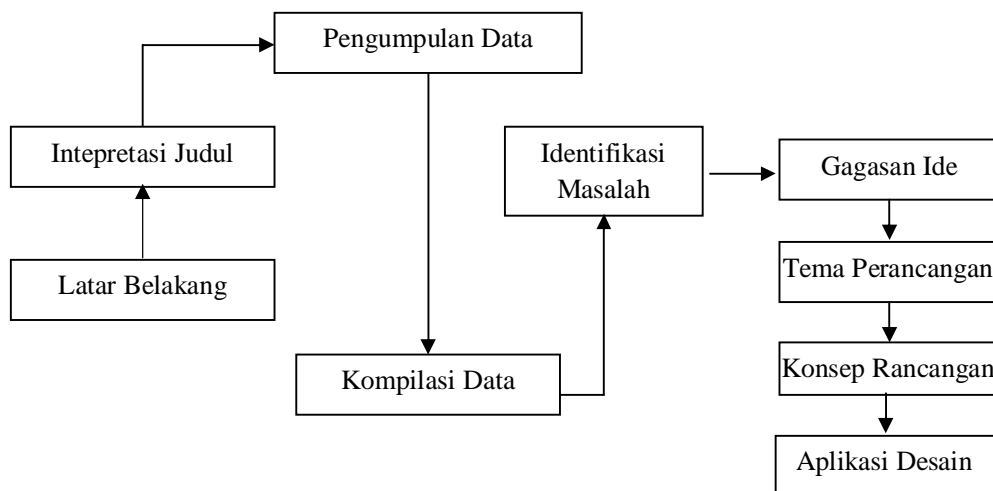 Pengumpulan Data
Intepretasi Judul
Identifikasi
Masalah
Gagasan Ide
Latar Belakang
Tema Perancangan
Kompilasi Data
Konsep Rancangan
Aplikasi Desain